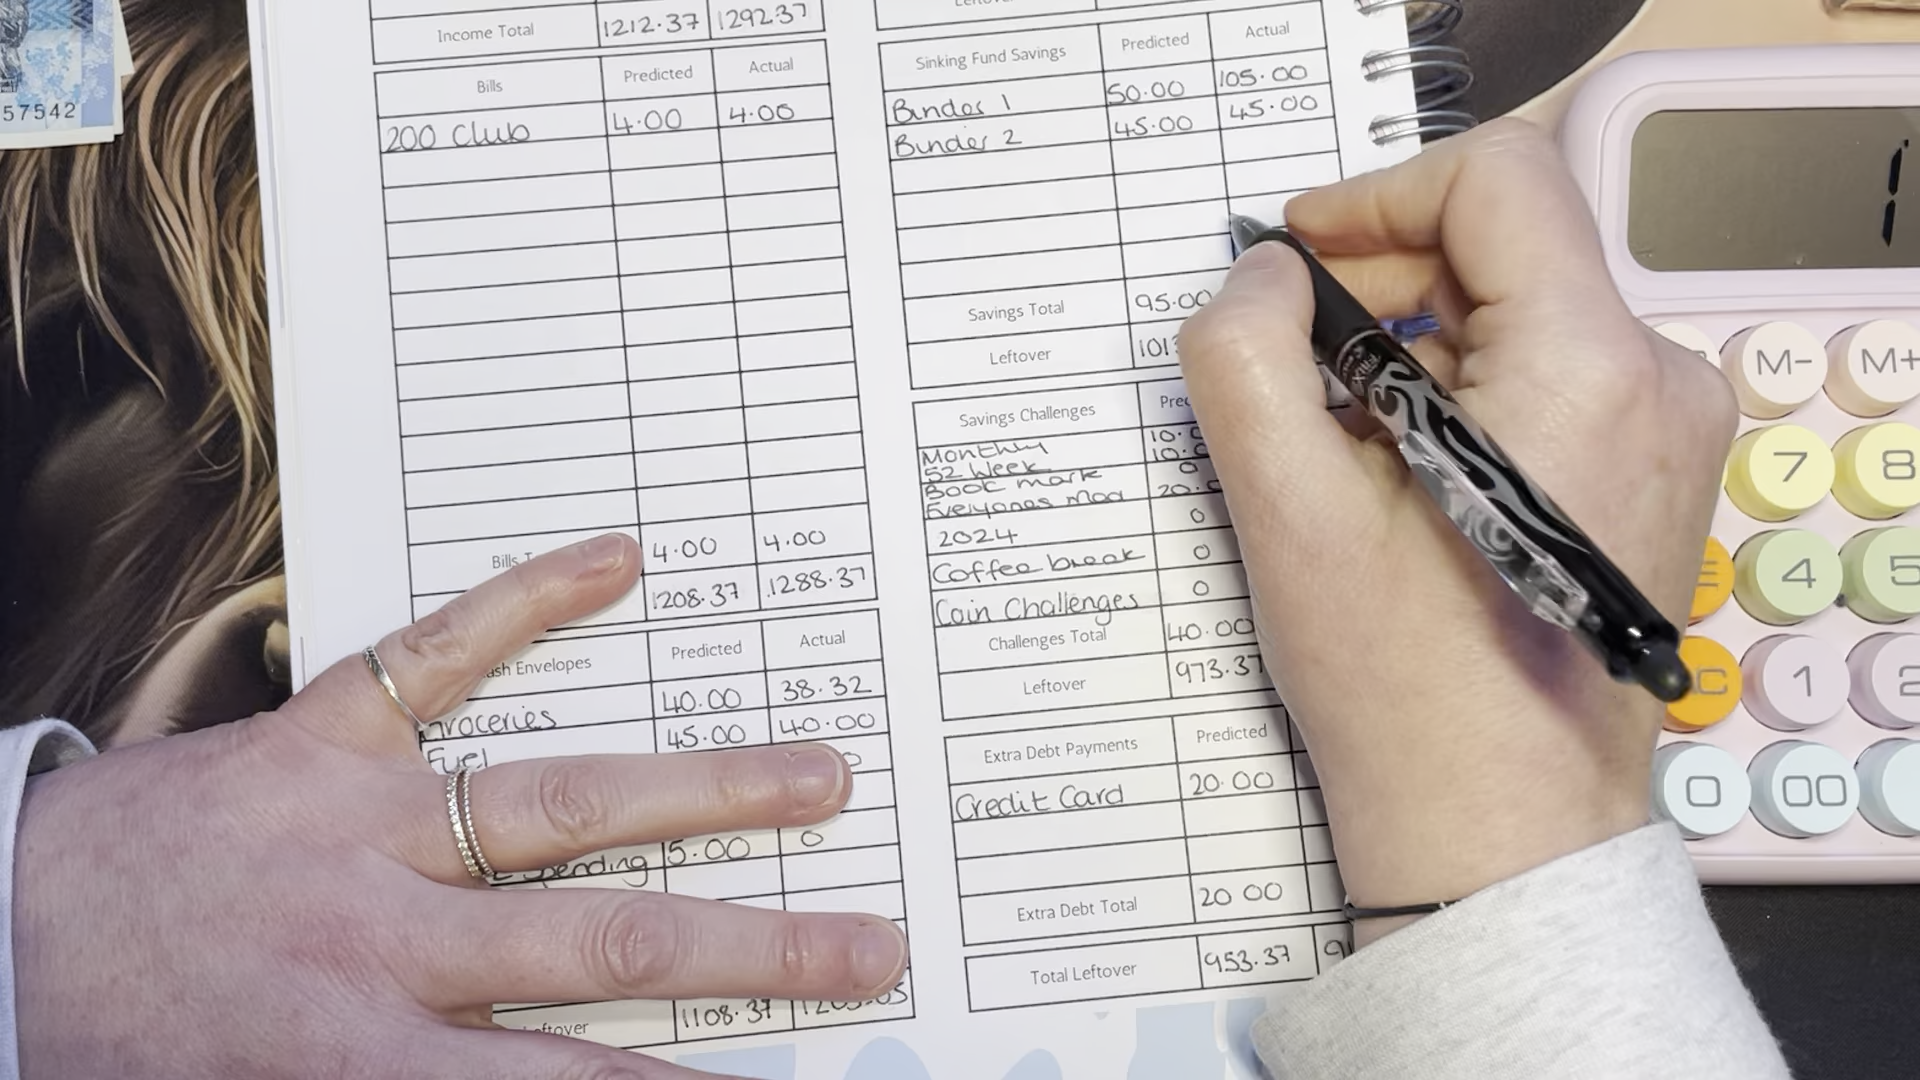 57542
Income Total 1212.37 1292.37
Bills Predicted Actual
200 Club 4.00 4.00
4.00 4.00
1208.37 1288.37
Envelopes Predicted Actual
Groceries 40.00 38.32
Fuel 45.00 40.00
Spending 5.00 0
1108.37
Sinking Fund Savings Predicted Actual
Binder 1 50.00 105.00
Binder 2 45.00 45.00
Savings Total 95.00
Leftover
Savings Challenges
Monthly
52 Week
Book mark 0
2024 0
Coffee break 0
Coin Challenges 0
Challenges Total 40.00
Leftover 973.37
Extra Debt Payments Predicted
Credit Card 20.00
Extra Debt Total 20 00
Total Leftover 953.37
M- M+
7 8
4 5
1 2
0 00